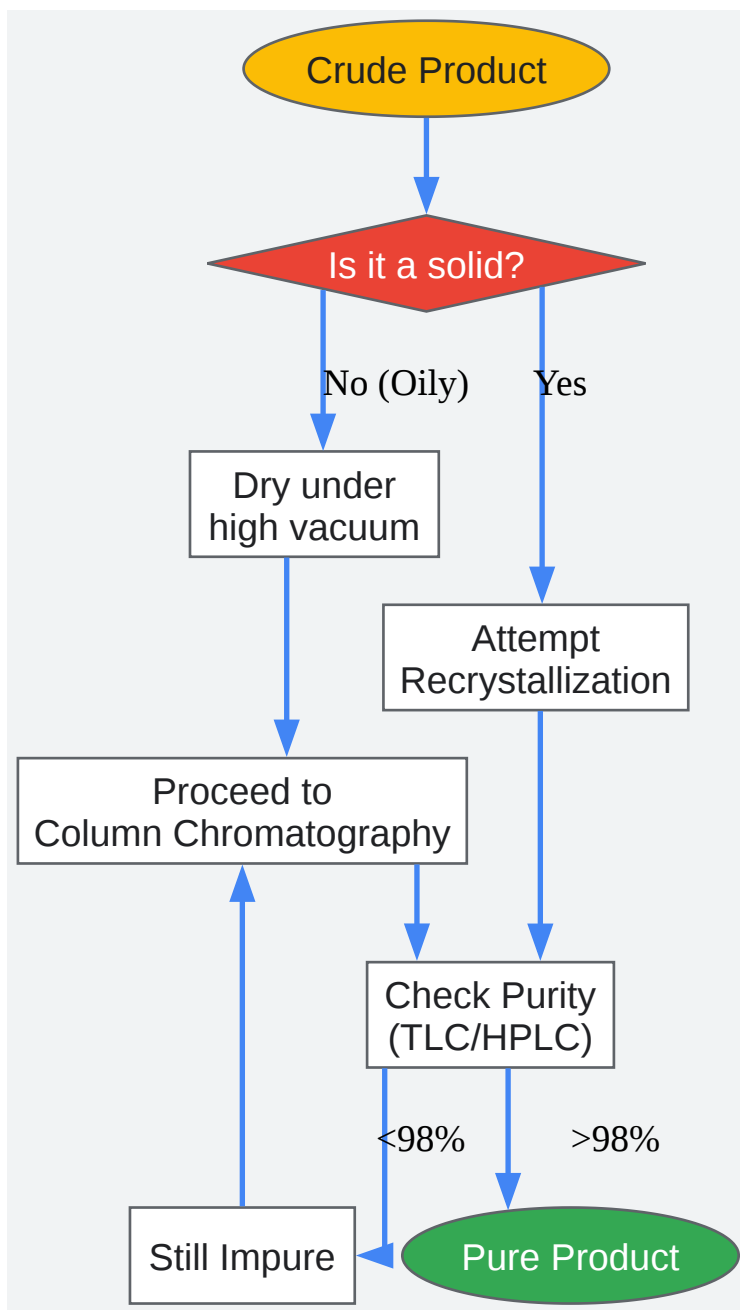 Crude Product
Is it a solid?
No (Oily)
Yes
Dry under
high vacuum
Attempt
Recrystallization
Proceed to
Column Chromatography
Check Purity
(TLC/HPLC)
<98%
>98%
Still Impure
Pure Product